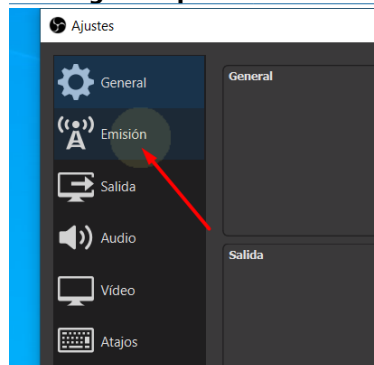 Ajustes
General
Emisión
Salida
Audio
Vídeo
Atajos
General
Salida